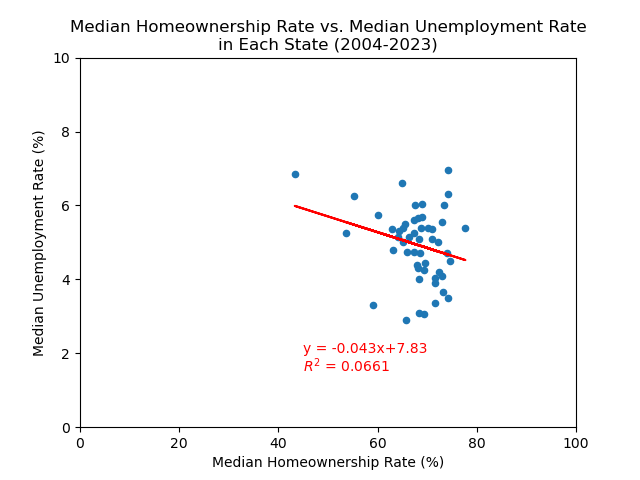 Median Homeownership Rate vs. Median Unemployment Rate
in Each State (2004-2023)
10
8
6
4
2
0
Median Unemployment Rate (%)
y = -0.043x+7.83
R² = 0.0661
0 20 40 60 80 100
Median Homeownership Rate (%)